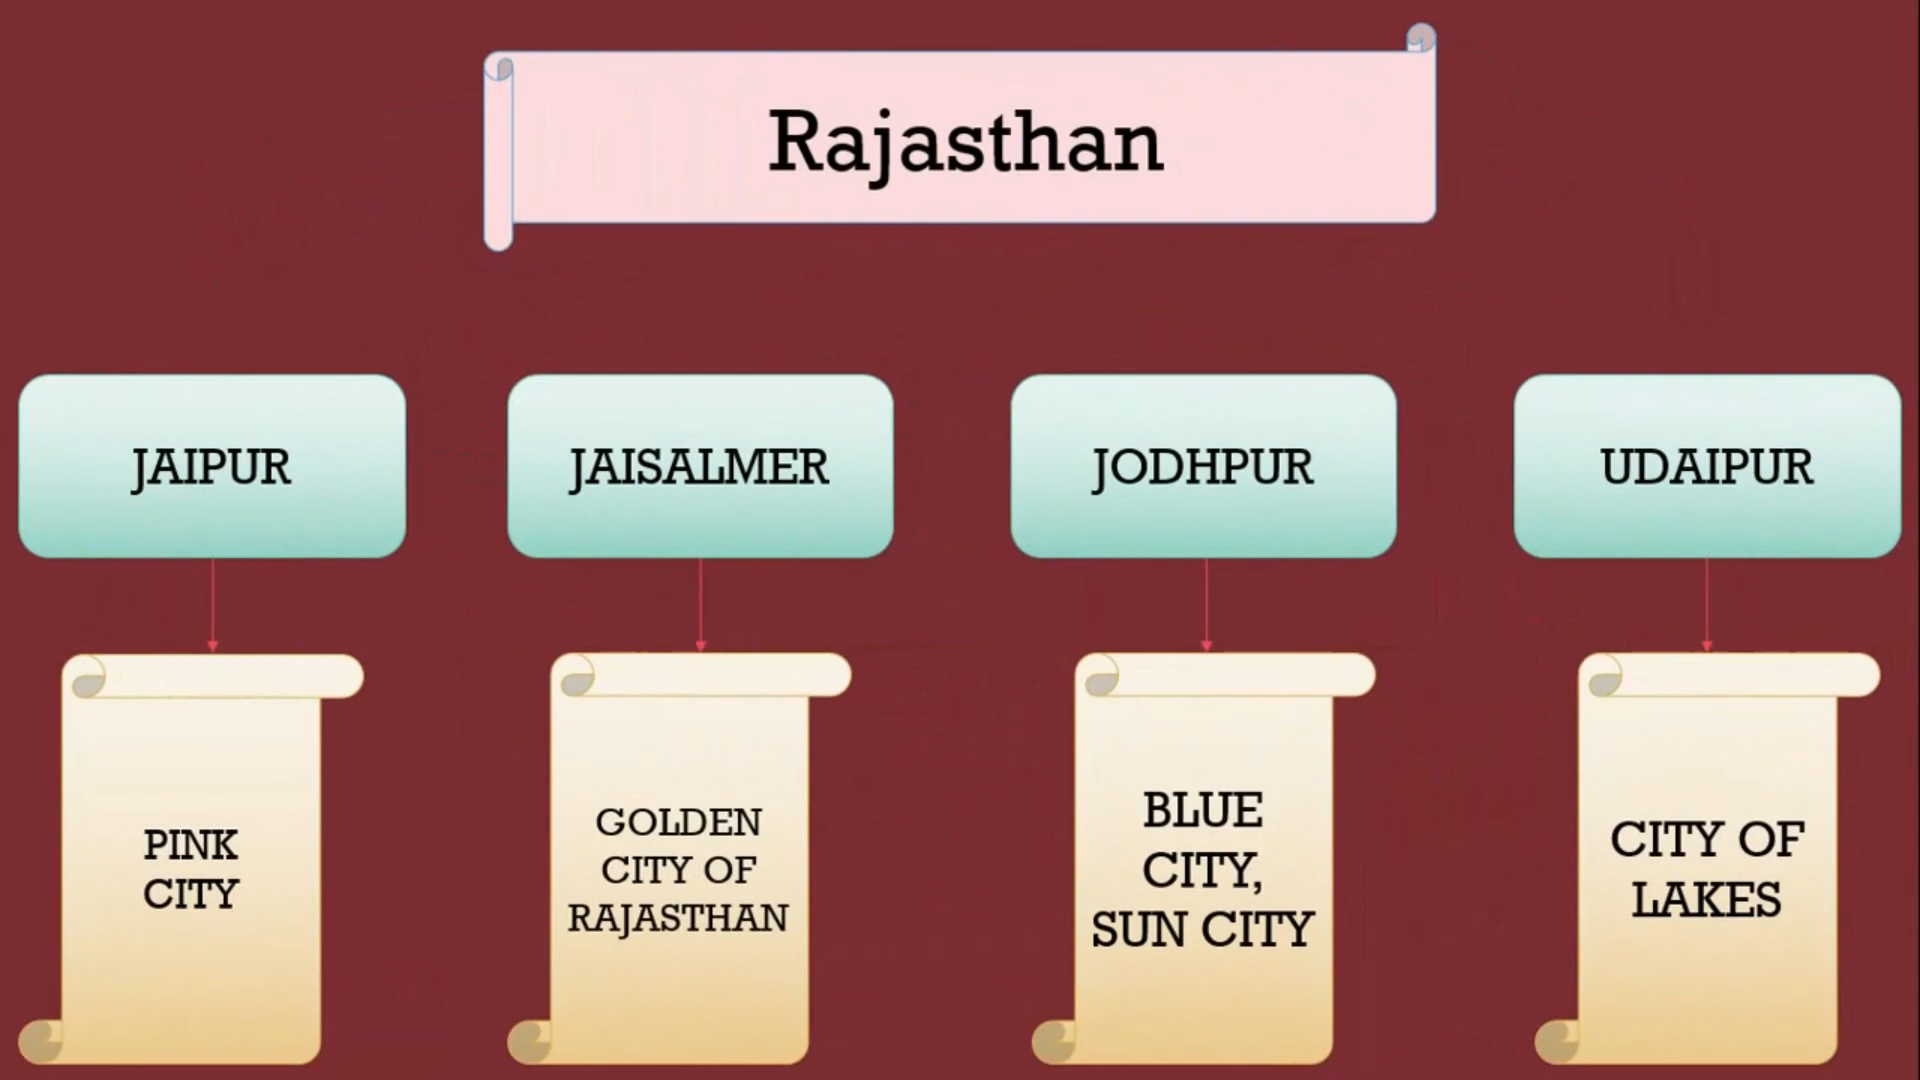 Rajasthan
JAIPUR
JAISALMER
JODHPUR
UDAIPUR
PINK
CITY
GOLDEN
CITY OF
RAJASTHAN
BLUE
CITY,
SUN CITY
CITY OF
LAKES